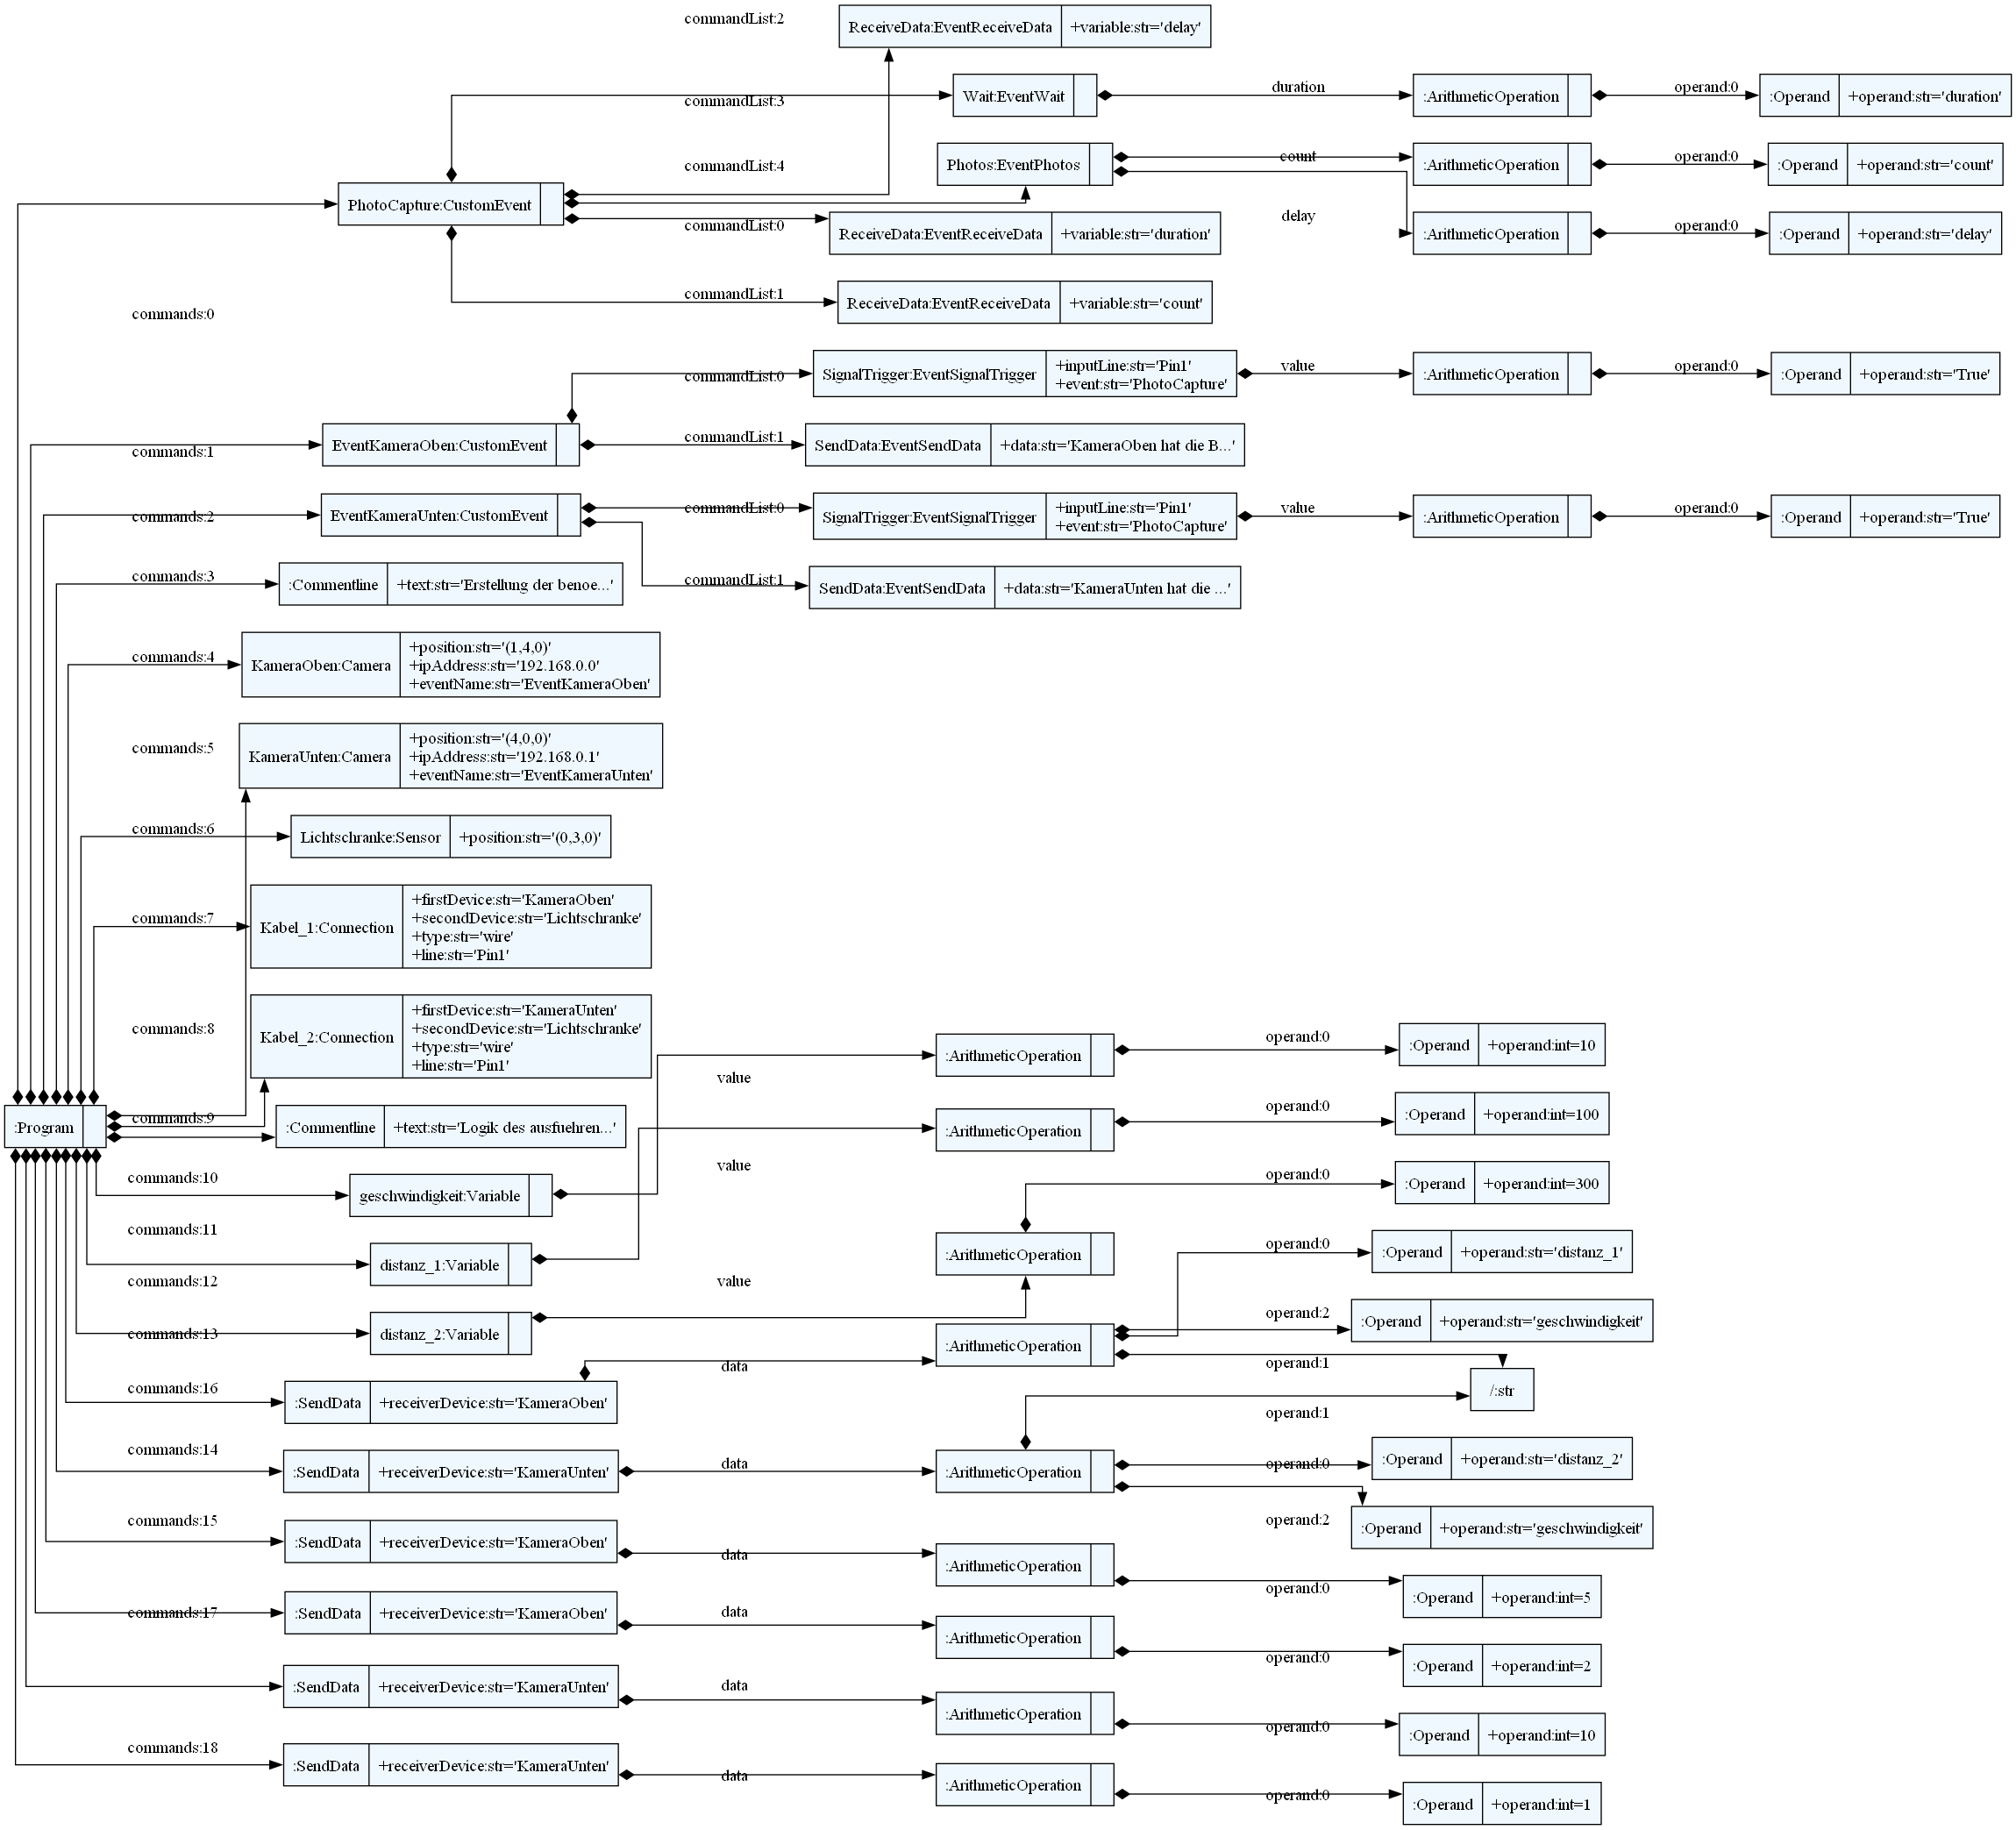 commandList:2
ReceiveData:EventReceiveData
+variable:str='delay'
commandList:3
Wait:EventWait
duration
:ArithmeticOperation
operand:0
:Operand
+operand:str='duration'
commandList:4
Photos:EventPhotos
count
:ArithmeticOperation
operand:0
:Operand
+operand:str='count'
PhotoCapture:CustomEvent
commandList:0
ReceiveData:EventReceiveData
+variable:str='duration'
delay
:ArithmeticOperation
operand:0
:Operand
+operand:str='delay'
commandList:1
ReceiveData:EventReceiveData
+variable:str='count'
commands:0
commandList:0
SignalTrigger:EventSignalTrigger
+inputLine:str='Pin1'
+event:str='PhotoCapture'
value
:ArithmeticOperation
operand:0
:Operand
+operand:str='True'
commands:1
EventKameraOben:CustomEvent
commandList:1
SendData:EventSendData
+data:str='KameraOben hat die B...'
commands:2
EventKameraUnten:CustomEvent
commandList:0
SignalTrigger:EventSignalTrigger
+inputLine:str='Pin1'
+event:str='PhotoCapture'
value
:ArithmeticOperation
operand:0
:Operand
+operand:str='True'
commands:3
:Commentline
+text:str='Erstellung der benoe...'
commandList:1
SendData:EventSendData
+data:str='KameraUnten hat die ...'
commands:4
KameraOben:Camera
+position:str='(1,4,0)'
+ipAddress:str='192.168.0.0'
+eventName:str='EventKameraOben'
commands:5
KameraUnten:Camera
+position:str='(4,0,0)'
+ipAddress:str='192.168.0.1'
+eventName:str='EventKameraUnten'
commands:6
Lichtschranke:Sensor
+position:str='(0,3,0)'
commands:7
Kabel_1:Connection
+firstDevice:str='KameraOben'
+secondDevice:str='Lichtschranke'
+type:str='wire'
+line:str='Pin1'
commands:8
Kabel_2:Connection
+firstDevice:str='KameraUnten'
+secondDevice:str='Lichtschranke'
+type:str='wire'
+line:str='Pin1'
value
:ArithmeticOperation
operand:0
:Operand
+operand:int=10
:Program
commands:9
:Commentline
+text:str='Logik des ausfuehren...'
value
:ArithmeticOperation
operand:0
:Operand
+operand:int=100
commands:10
geschwindigkeit:Variable
operand:0
:Operand
+operand:int=300
commands:11
distanz_1:Variable
value
:ArithmeticOperation
operand:0
:Operand
+operand:str='distanz_1'
commands:12
commands:13
distanz_2:Variable
:ArithmeticOperation
operand:2
:Operand
+operand:str='geschwindigkeit'
data
operand:1
/:str
commands:16
:SendData
+receiverDevice:str='KameraOben'
operand:1
commands:14
:SendData
+receiverDevice:str='KameraUnten'
data
:ArithmeticOperation
operand:0
:Operand
+operand:str='distanz_2'
operand:2
:Operand
+operand:str='geschwindigkeit'
commands:15
:SendData
+receiverDevice:str='KameraOben'
data
:ArithmeticOperation
operand:0
:Operand
+operand:int=5
commands:17
:SendData
+receiverDevice:str='KameraOben'
data
:ArithmeticOperation
operand:0
:Operand
+operand:int=2
:SendData
+receiverDevice:str='KameraUnten'
data
:ArithmeticOperation
operand:0
:Operand
+operand:int=10
commands:18
:SendData
+receiverDevice:str='KameraUnten'
data
:ArithmeticOperation
operand:0
:Operand
+operand:int=1